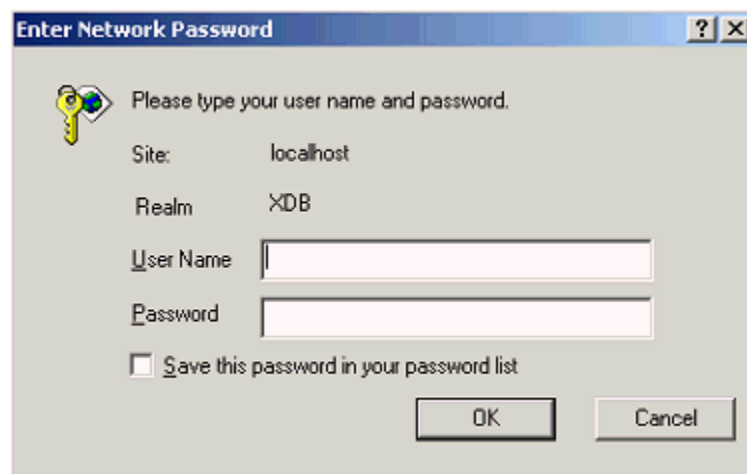 Enter Network Password
Please type your user name and password.
Site: localhost
Realm XDB
User Name
Password
Save this password in your password list
OK Cancel